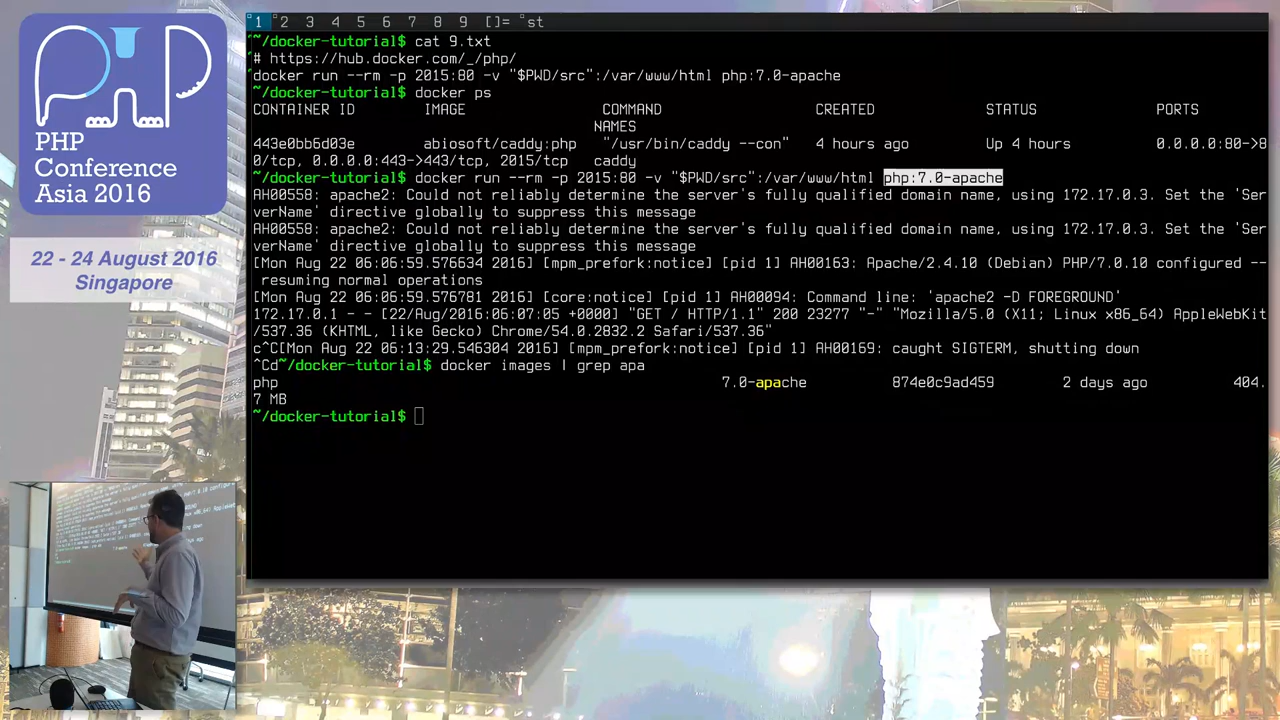 PHP
Conference
Asia 2016
22 - 24 August 2016
Singapore
1 2 3 4 5 6 7 8 9 []= st
~/docker-tutorial$ cat 9.txt
# https://hub.docker.com/_/php/
docker run --rm -p 2015:80 -v "$PWD/src":/var/www/html php:7.0-apache
~/docker-tutorial$ docker ps
CONTAINER ID IMAGE COMMAND CREATED STATUS PORTS
NAMES
443e0bb6d03e abiosoft/caddy:php "/usr/bin/caddy --con" 4 hours ago Up 4 hours 0.0.0.0:80->8
0/tcp, 0.0.0.0:443->443/tcp, 2015/tcp caddy
~/docker-tutorial$ docker run --rm -p 2015:80 -v "$PWD/src":/var/www/html php:7.0-apache
AH00558: apache2: Could not reliably determine the server's fully qualified domain name, using 172.17.0.3. Set the 'Ser
verName' directive globally to suppress this message
AH00558: apache2: Could not reliably determine the server's fully qualified domain name, using 172.17.0.3. Set the 'Ser
verName' directive globally to suppress this message
[Mon Aug 22 06:06:59.576634 2016] [mpm_prefork:notice] [pid 1] AH00163: Apache/2.4.10 (Debian) PHP/7.0.10 configured --
resuming normal operations
[Mon Aug 22 06:06:59.576781 2016] [core:notice] [pid 1] AH00094: Command line: 'apache2 -D FOREGROUND'
172.17.0.1 - - [22/Aug/2016:06:07:05 +0000] "GET / HTTP/1.1" 200 23277 "-" "Mozilla/5.0 (X11; Linux x86_64) AppleWebKit
/537.36 (KHTML, like Gecko) Chrome/54.0.2832.2 Safari/537.36"
c^C[Mon Aug 22 06:13:29.546304 2016] [mpm_prefork:notice] [pid 1] AH00169: caught SIGTERM, shutting down
^Cd~/docker-tutorial$ docker images | grep apa
php 7.0-apache 874e0c9ad459 2 days ago 404.
7 MB
~/docker-tutorial$